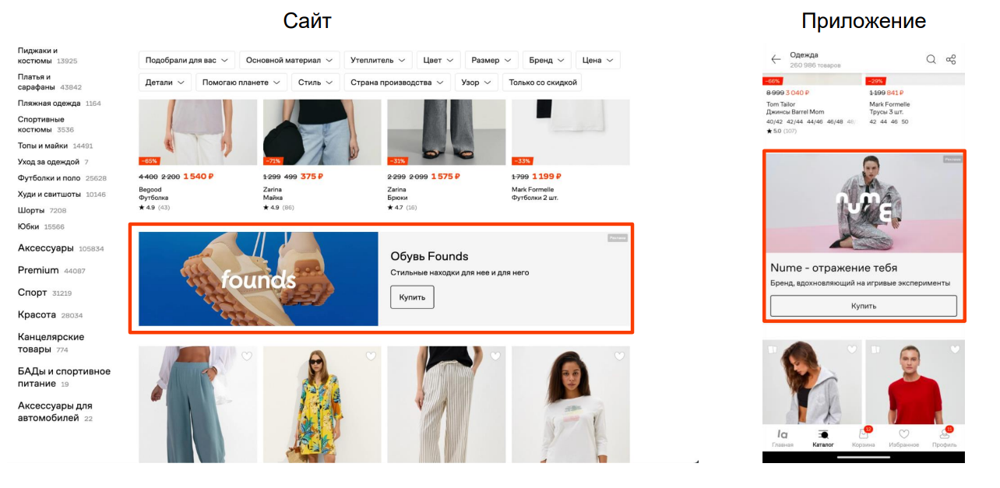 Сайт
Приложение
Пиджаки и
костюмы 13925
Платья и
сарафаны 43842
Пляжная одежда 1164
Спортивные
костюмы 3536
Топы и майки 14491
Уход за одеждой 7
Футболки и поло 25628
Худи и свитшоты 10146
Шорты 7208
Юбки 15566
Аксессуары 105834
Premium 44087
Спорт 31219
Красота 28034
Канцелярские
товары 774
БАДы и спортивное
питание 19
Аксессуары для
автомобилей 22
Подобрали для вас
Основной материал
Утеплитель
Цвет
Размер
Бренд
Цена
Детали
Помогаю планете
Стиль
Страна производства
Узор
Только со скидкой
−65%
−71%
−31%
−33%
4 400 2 200 1 540 ₽
1 299 499 375 ₽
2 299 2 099 1 575 ₽
1 799 1 199 ₽
Begood
Футболка
★ 4.9 (43)
Zarina
Майка
★ 4.9 (86)
Zarina
Брюки
★ 4.7 (16)
Mark Formelle
Футболки 2 шт.
founds
Реклама
Обувь Founds
Стильные находки для нее и для него
Купить
Одежда
260 986 товаров
−66%
−29%
8 999 3 040 ₽
1 199 841 ₽
Tom Tailor
Джинсы Barrel Mom
40/42 42/44 44/46 46/48
★ 5.0 (107)
Mark Formelle
Трусы 3 шт.
42 44 46 50
Реклама
nume
Nume - отражение тебя
Бренд, вдохновляющий на игривые эксперименты
Купить
la
12
11
Главная
Каталог
Корзина
Избранное
Профиль